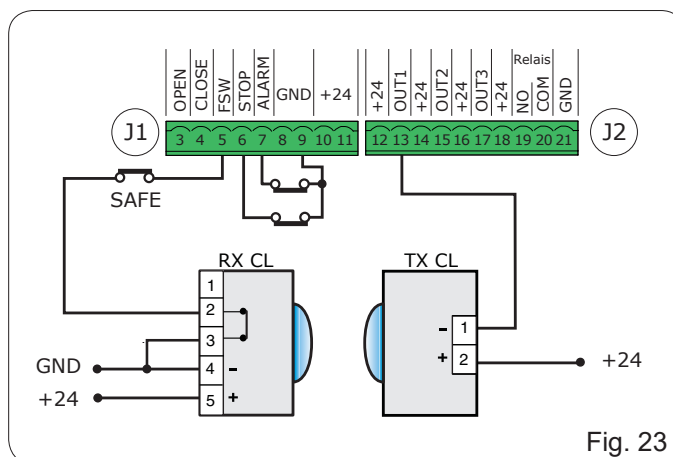 Relais
OPEN CLOSE FSW STOP ALARM GND +24
+24 OUT1 +24 OUT2 +24 OUT3 +24 NO COM GND
J1 3 4 5 6 7 8 9 10 11 12 13 14 15 16 17 18 19 20 21 J2
SAFE
RX CL
TX CL
1
2
3
GND 4 -
+24 5 +
- 1
+ 2 +24
Fig. 23